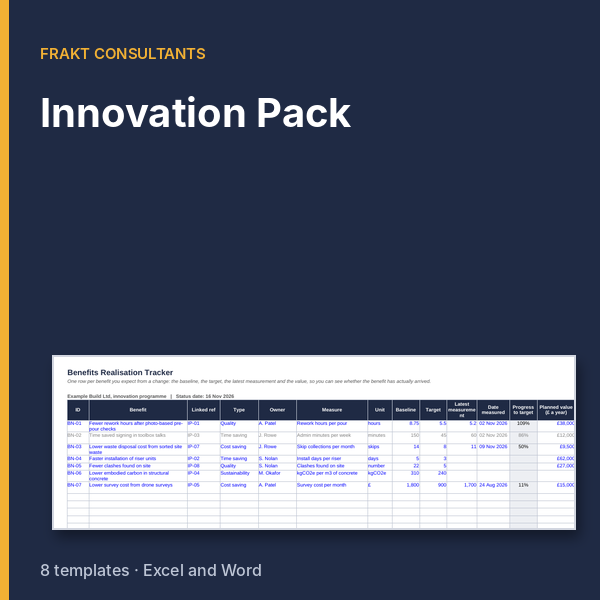 FRAKT CONSULTANTS
Innovation Pack
Benefits Realisation Tracker
One row per benefit you expect from a change: the baseline, the target, the latest measurement and the value, so you can see whether the benefit has actually arrived.
Example Build Ltd, innovation programme | Status date: 16 Nov 2026
ID Benefit Linked ref Type Owner Measure Unit Baseline Target Latest measureme nt Date measured Progress to target Planned value (£ a year)
BN-01 Fewer rework hours after photo-based pre-pour checks IP-01 Quality A. Patel Rework hours per pour hours 8.75 5.5 5.2 02 Nov 2026 109% £38,000
BN-02 Time saved signing in toolbox talks IP-03 Time saving J. Rowe Admin minutes per week minutes 150 45 60 02 Nov 2026 86% £12,000
BN-03 Lower waste disposal cost from sorted site waste IP-07 Cost saving J. Rowe Skip collections per month skips 14 8 11 09 Nov 2026 50% £9,500
BN-04 Faster installation of riser units IP-02 Time saving S. Nolan Install days per riser days 5 3 £62,000
BN-05 Fewer clashes found on site IP-08 Quality S. Nolan Clashes found on site number 22 5 £27,000
BN-06 Lower embodied carbon in structural concrete IP-04 Sustainability M. Okafor kgCO2e per m3 of concrete kgCO2e 310 240
BN-07 Lower survey cost from drone surveys IP-05 Cost saving A. Patel Survey cost per month £ 1,800 900 1,700 24 Aug 2026 11% £15,000
8 templates · Excel and Word